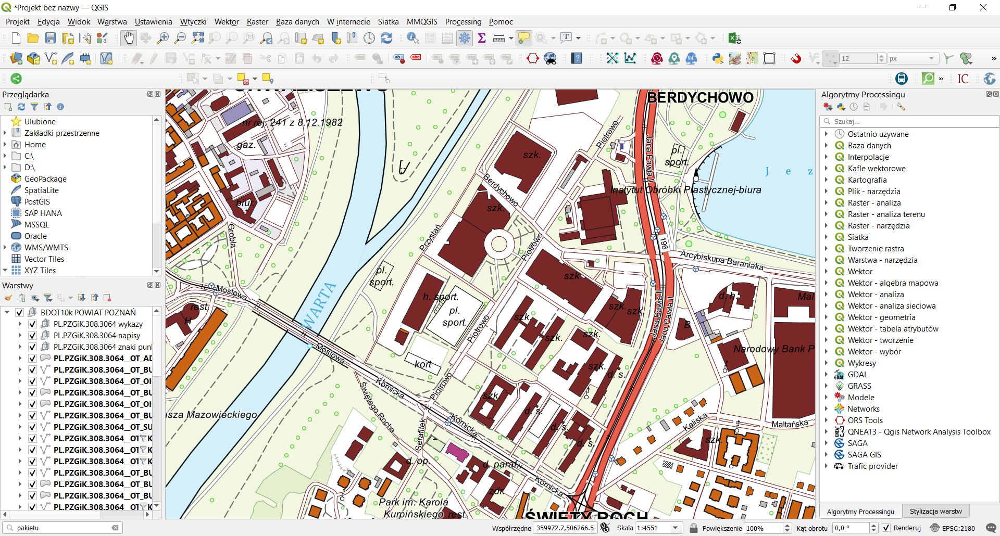 *Projekt bez nazwy — QGIS
Projekt Edycja Widok Warstwa Ustawienia Wtyczki Wektor Raster Baza danych W internecie Siatka MMQGIS Processing Pomoc
12 px
IC
Przeglądarka
Ulubione
Zakładki przestrzenne
Home
C:\
D:\
GeoPackage
SpatiaLite
PostGIS
SAP HANA
MSSQL
Oracle
WMS/WMTS
Vector Tiles
XYZ Tiles
Warstwy
BDOT10k POWIAT POZNAŃ
PL.PZGiK.308.3064 wykazy
PL.PZGiK.308.3064 napisy
PL.PZGiK.308.3064 znaki punl
PL.PZGiK.308.3064__OT_AD
PL.PZGiK.308.3064__OT_BU
PL.PZGiK.308.3064__OT_OI
PL.PZGiK.308.3064__OT_BU
PL.PZGiK.308.3064__OT_OI
PL.PZGiK.308.3064__OT_BU
PL.PZGiK.308.3064__OT_SU
PL.PZGiK.308.3064__OT K
PL.PZGiK.308.3064__OT K
PL.PZGiK.308.3064__OT K
PL.PZGiK.308.3064__OT_BU
PL.PZGiK.308.3064__OT_BU
PL.PZGiK.308.3064__OT_BU
PL.PZGiK.308.3064__OT K
BERDYCHOWO
nr rej. 241 z 8.12.1982
gaz.
Piotrowo
Jana Pawła II
szk.
pl.
sport.
J e z
Berdychowo
Instytut Obróbki Plastycznej-biura
biur.
szk.
Grobla
Przystań
Piotrowo
196
Arcybiskupa Baraniaka
pl.
sport.
szk.
Mostowa
WARTA
h. sport.
d. h.
Mal
rest.
H
pl.
sport.
szk.
szk.
szk.
Jana Pawła II
Jana Pawła II
B
Piotrowo
szk.
szk.
Mostowa
Narodowy Bank P
kort
szk.
d. s.
Kórnicka
Piotrowo
szk.
Świętego Rocha
d. s.
usza Mazowieckiego
Kórnicka
Kaliska
Maltańska
Serafitek
d. s.
szk.
d. s.
d. op.
d. paraf.
Kórnicka
zdr.
Park im. Karola
Kurpińskiego
rest.
ŚWIĘTY ROCH
Algorytmy Processingu
Szukaj...
Ostatnio używane
Baza danych
Interpolacje
Kafle wektorowe
Kartografia
Plik - narzędzia
Raster - analiza
Raster - analiza terenu
Raster - narzędzia
Siatka
Tworzenie rastra
Warstwa - narzędzia
Wektor
Wektor - algebra mapowa
Wektor - analiza
Wektor - analiza sieciowa
Wektor - geometria
Wektor - tabela atrybutów
Wektor - tworzenie
Wektor - wybór
Wykresy
GDAL
GRASS
Modele
Networks
ORS Tools
QNEAT3 - Qgis Network Analysis Toolbox
SAGA
SAGA GIS
Trafic provider
Algorytmy Processingu Stylizacja warstw
pakietu
Współrzędne 359972.7,506266.5 Skala 1:4551 Powiększenie 100% Kąt obrotu 0,0 ° Renderuj EPSG:2180